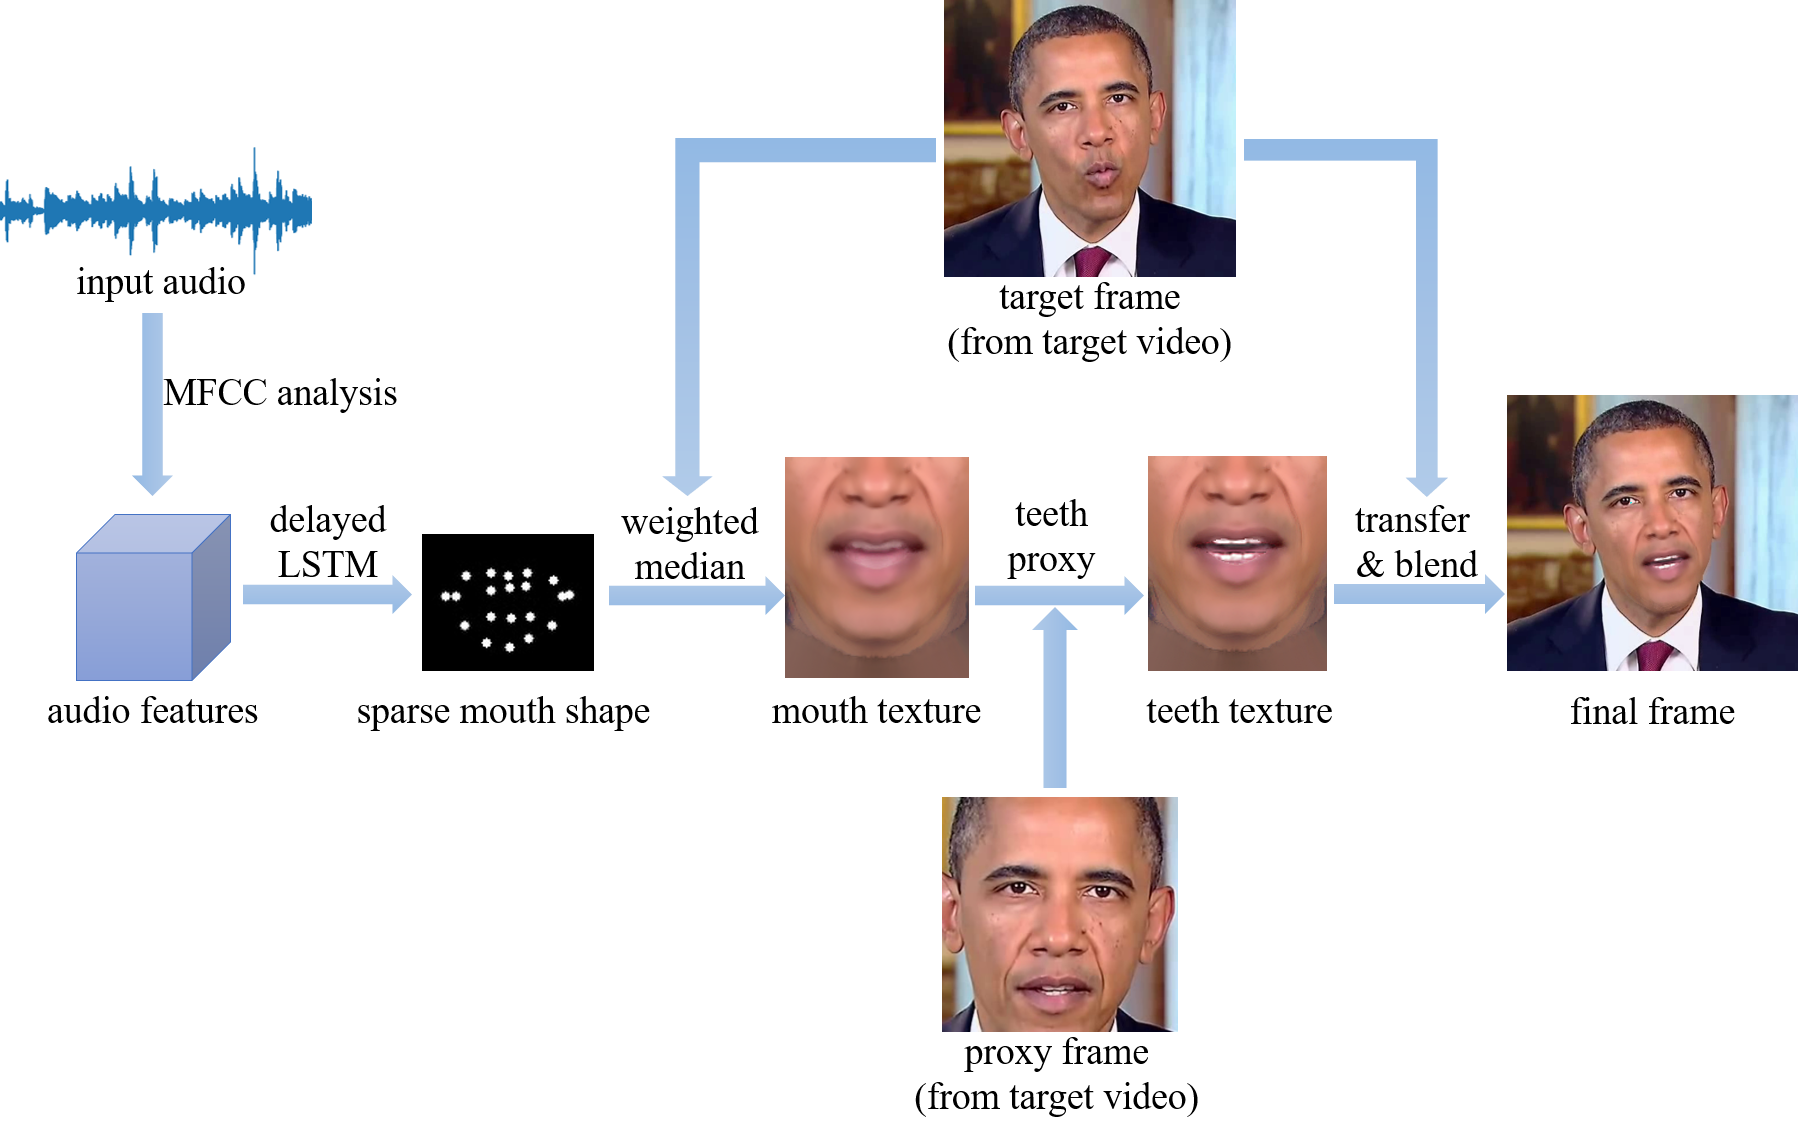 input audio
MFCC analysis
audio features
delayed
LSTM
sparse mouth shape
weighted
median
target frame
(from target video)
mouth texture
teeth
proxy
proxy frame
(from target video)
teeth texture
transfer
& blend
final frame